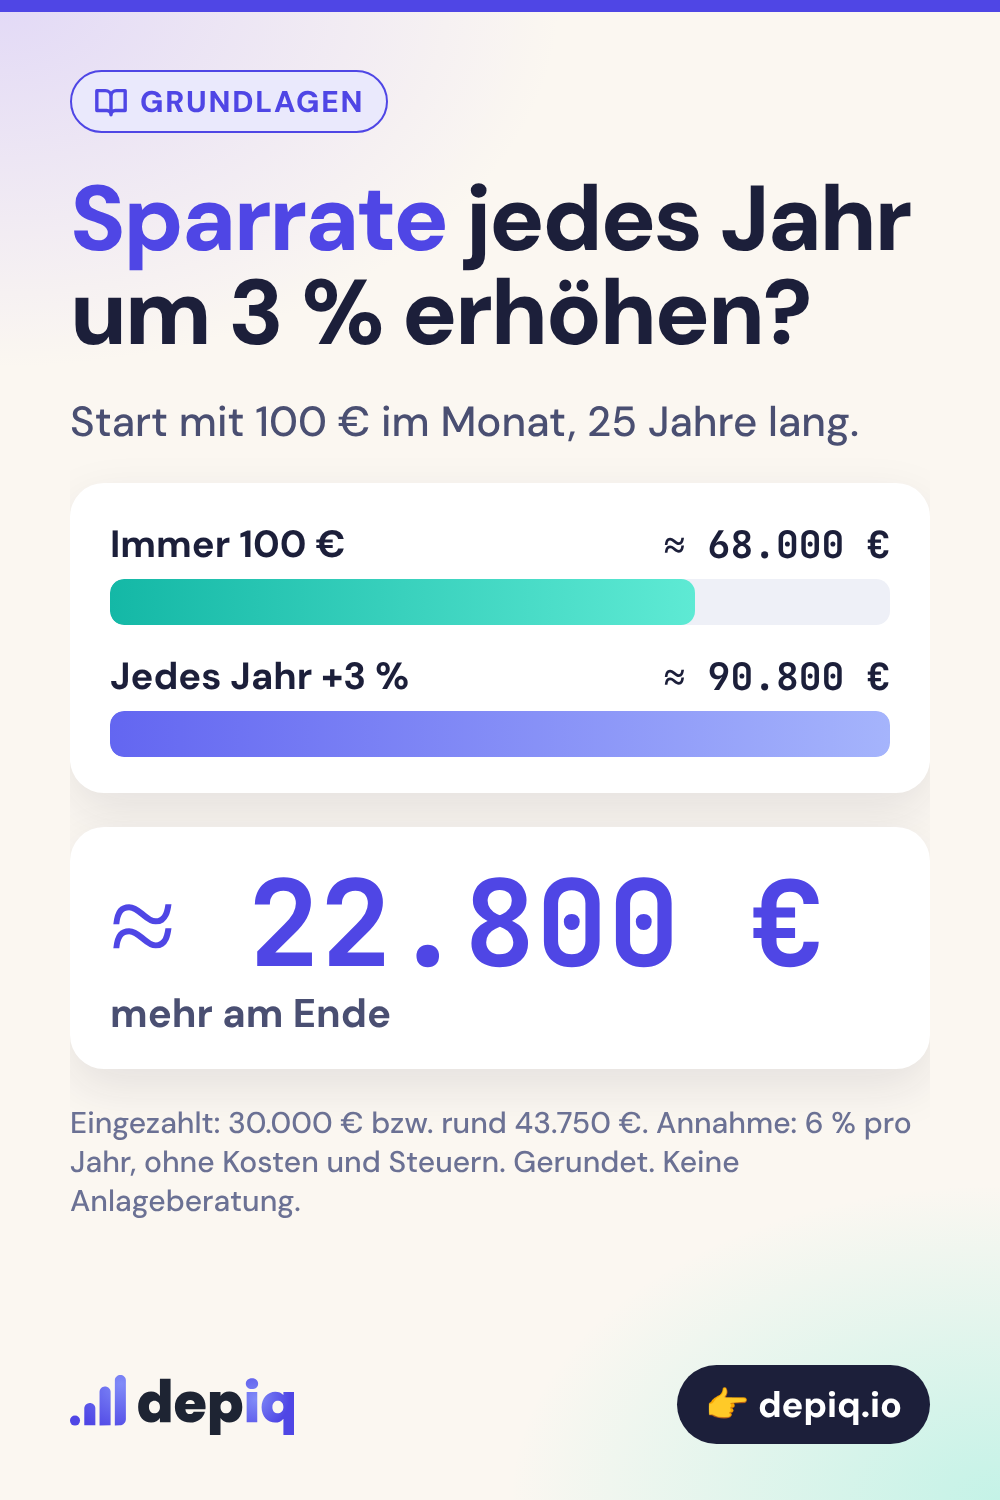 GRUNDLAGEN
Sparrate jedes Jahr
um 3 % erhöhen?
Start mit 100 € im Monat, 25 Jahre lang.
Immer 100 € ≈ 68.000 €
Jedes Jahr +3 % ≈ 90.800 €
≈ 22.800 €
mehr am Ende
Eingezahlt: 30.000 € bzw. rund 43.750 €. Annahme: 6 % pro
Jahr, ohne Kosten und Steuern. Gerundet. Keine
Anlageberatung.
depiq
👉 depiq.io